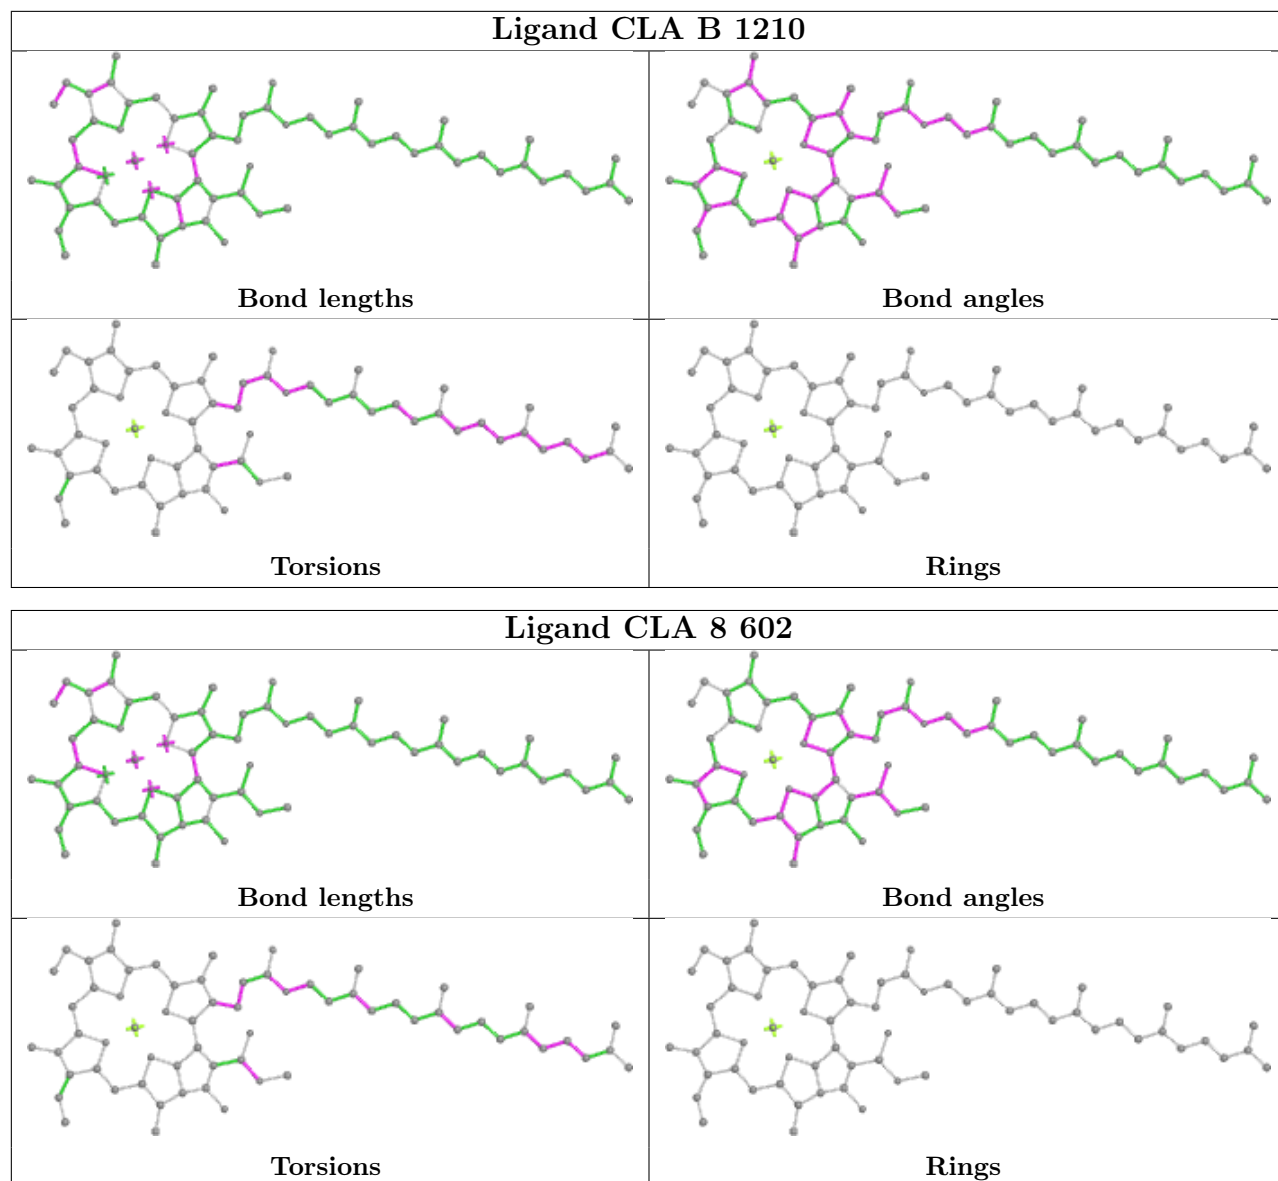 Ligand CLA B 1210
Bond lengths
Bond angles
Torsions
Rings
Ligand CLA 8 602
Bond lengths
Bond angles
Torsions
Rings